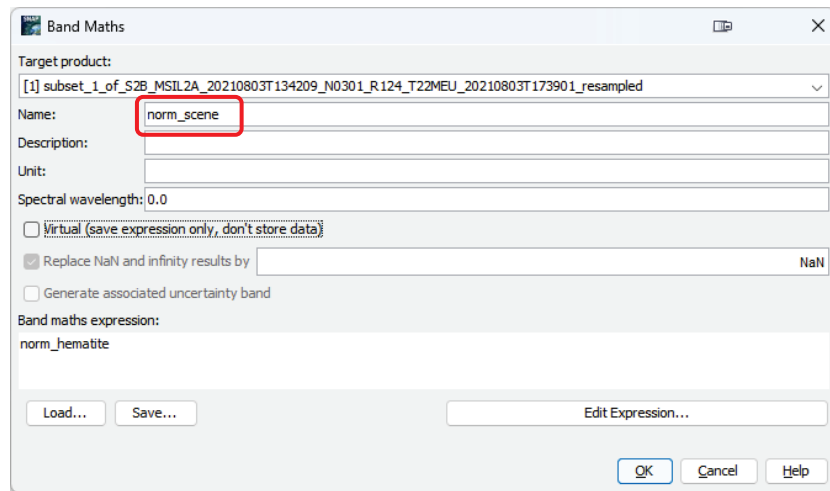 SNAP
Band Maths
Target product:
[1] subset_1_of_S2B_MSIL2A_20210803T134209_N0301_R124_T22MEU_20210803T173901_resampled
Name: norm_scene
Description:
Unit:
Spectral wavelength: 0.0
Virtual (save expression only, don't store data)
Replace NaN and infinity results by NaN
Generate associated uncertainty band
Band maths expression:
norm_hematite
Load... Save... Edit Expression...
OK Cancel Help